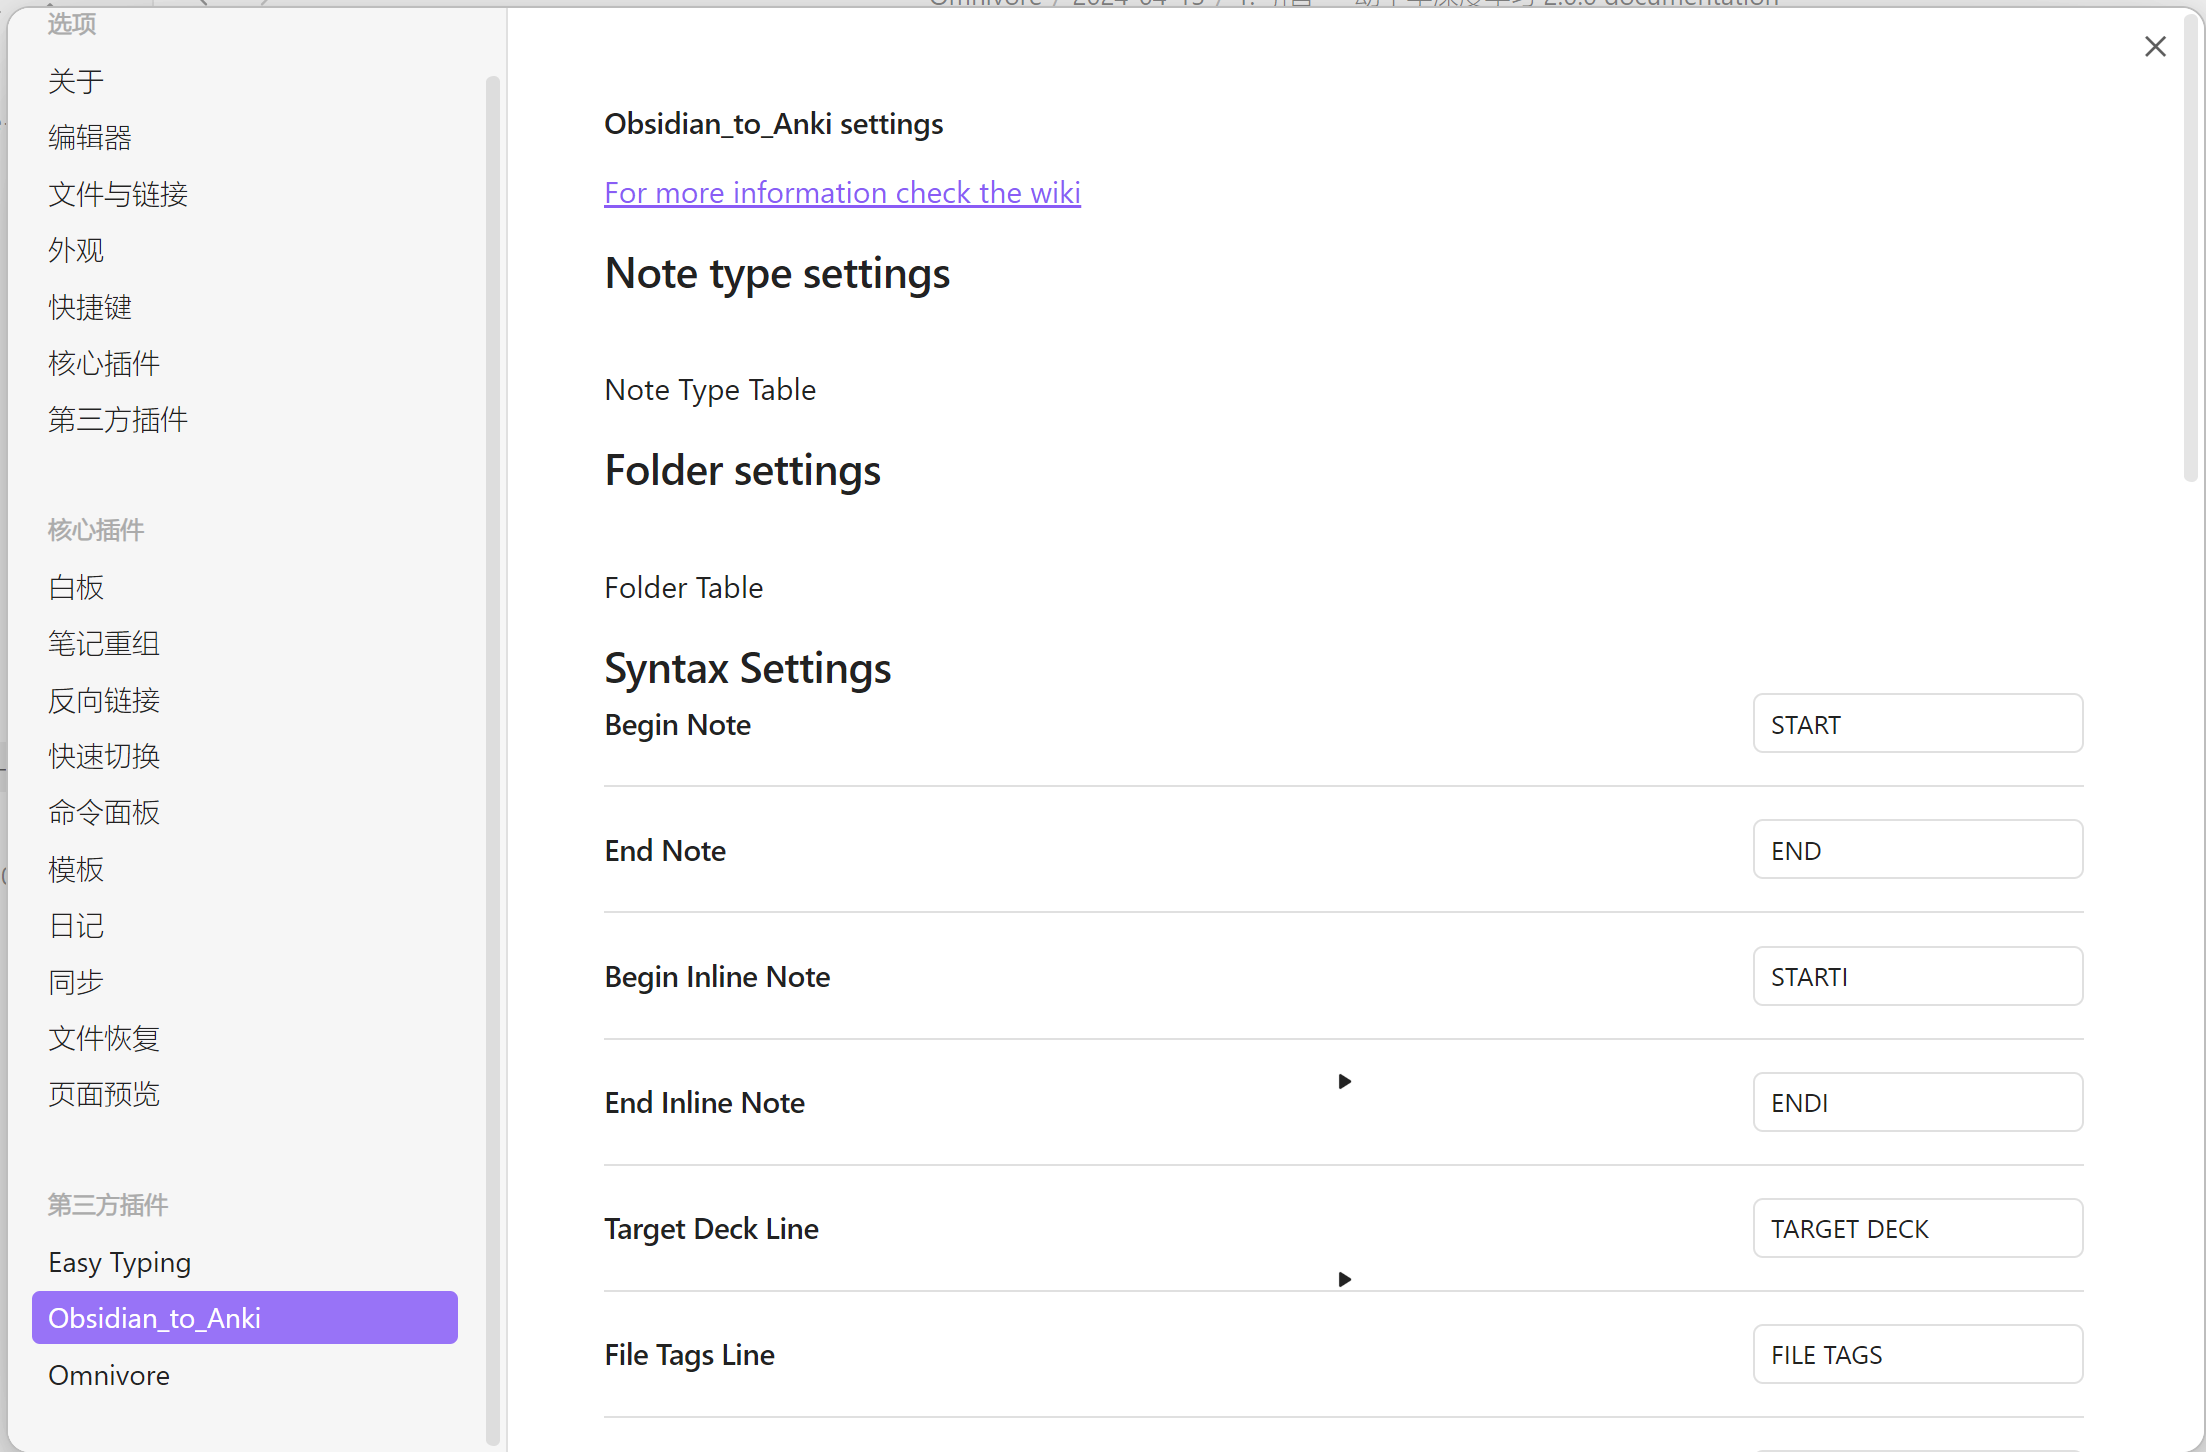 选项
关于
编辑器
文件与链接
外观
快捷键
核心插件
第三方插件
核心插件
白板
笔记重组
反向链接
快速切换
命令面板
模板
日记
同步
文件恢复
页面预览
第三方插件
Easy Typing
Obsidian_to_Anki
Omnivore
Obsidian_to_Anki settings
For more information check the wiki
Note type settings
Note Type Table
Folder settings
Folder Table
Syntax Settings
Begin Note
START
End Note
END
Begin Inline Note
STARTI
End Inline Note
ENDI
Target Deck Line
TARGET DECK
File Tags Line
FILE TAGS